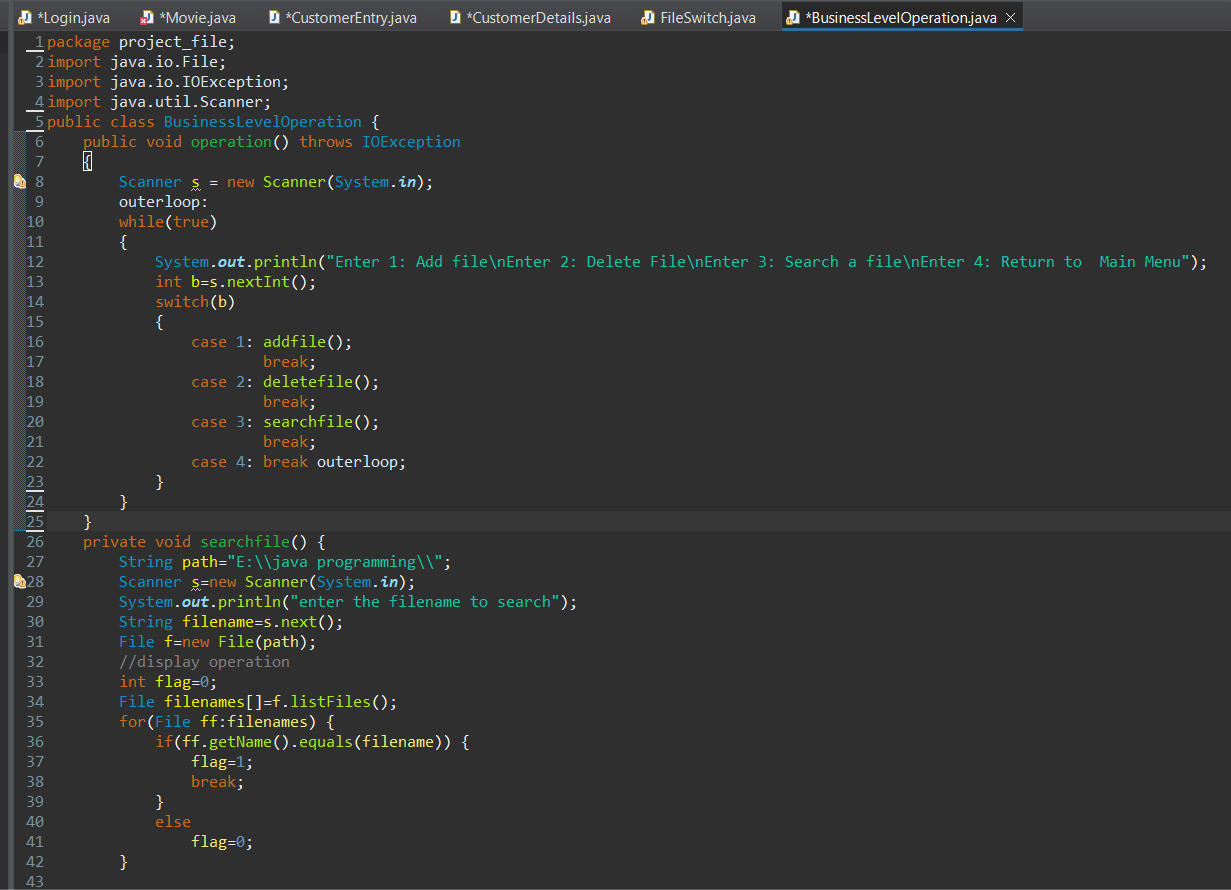 *Login.java *Movie.java *CustomerEntry.java *CustomerDetails.java FileSwitch.java *BusinessLevelOperation.java
1 package project_file;
2 import java.io.File;
3 import java.io.IOException;
4 import java.util.Scanner;
5 public class BusinessLevelOperation {
6     public void operation() throws IOException
7     {
8         Scanner s = new Scanner(System.in);
9         outerloop:
10         while(true)
11         {
12             System.out.println("Enter 1: Add file\nEnter 2: Delete File\nEnter 3: Search a file\nEnter 4: Return to  Main Menu");
13             int b=s.nextInt();
14             switch(b)
15             {
16                 case 1: addfile();
17                         break;
18                 case 2: deletefile();
19                         break;
20                 case 3: searchfile();
21                         break;
22                 case 4: break outerloop;
23             }
24         }
25     }
26     private void searchfile() {
27         String path="E:\\java programming\\";
28         Scanner s=new Scanner(System.in);
29         System.out.println("enter the filename to search");
30         String filename=s.next();
31         File f=new File(path);
32         //display operation
33         int flag=0;
34         File filenames[]=f.listFiles();
35         for(File ff:filenames) {
36             if(ff.getName().equals(filename)) {
37                 flag=1;
38                 break;
39             }
40             else
41                 flag=0;
42         }
43